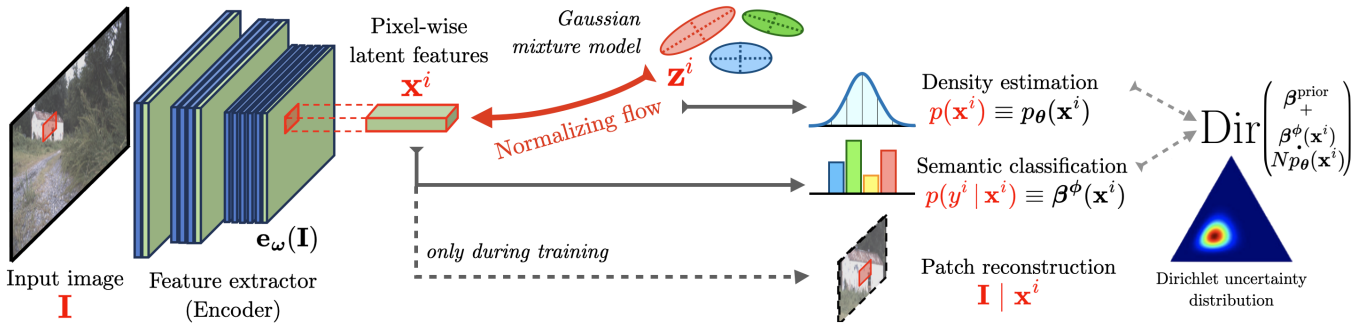 Input image
I
Feature extractor
(Encoder)
e_ω(I)
Pixel-wise
latent features
x^i
Gaussian
mixture model
z^i
Normalizing flow
only during training
Density estimation
p(x^i) ≡ p_θ(x^i)
Semantic classification
p(y^i | x^i) ≡ β^ϕ(x^i)
Patch reconstruction
I | x^i
Dir
β^prior
+
β^ϕ(x^i)
·
Np_θ(x^i)
Dirichlet uncertainty
distribution